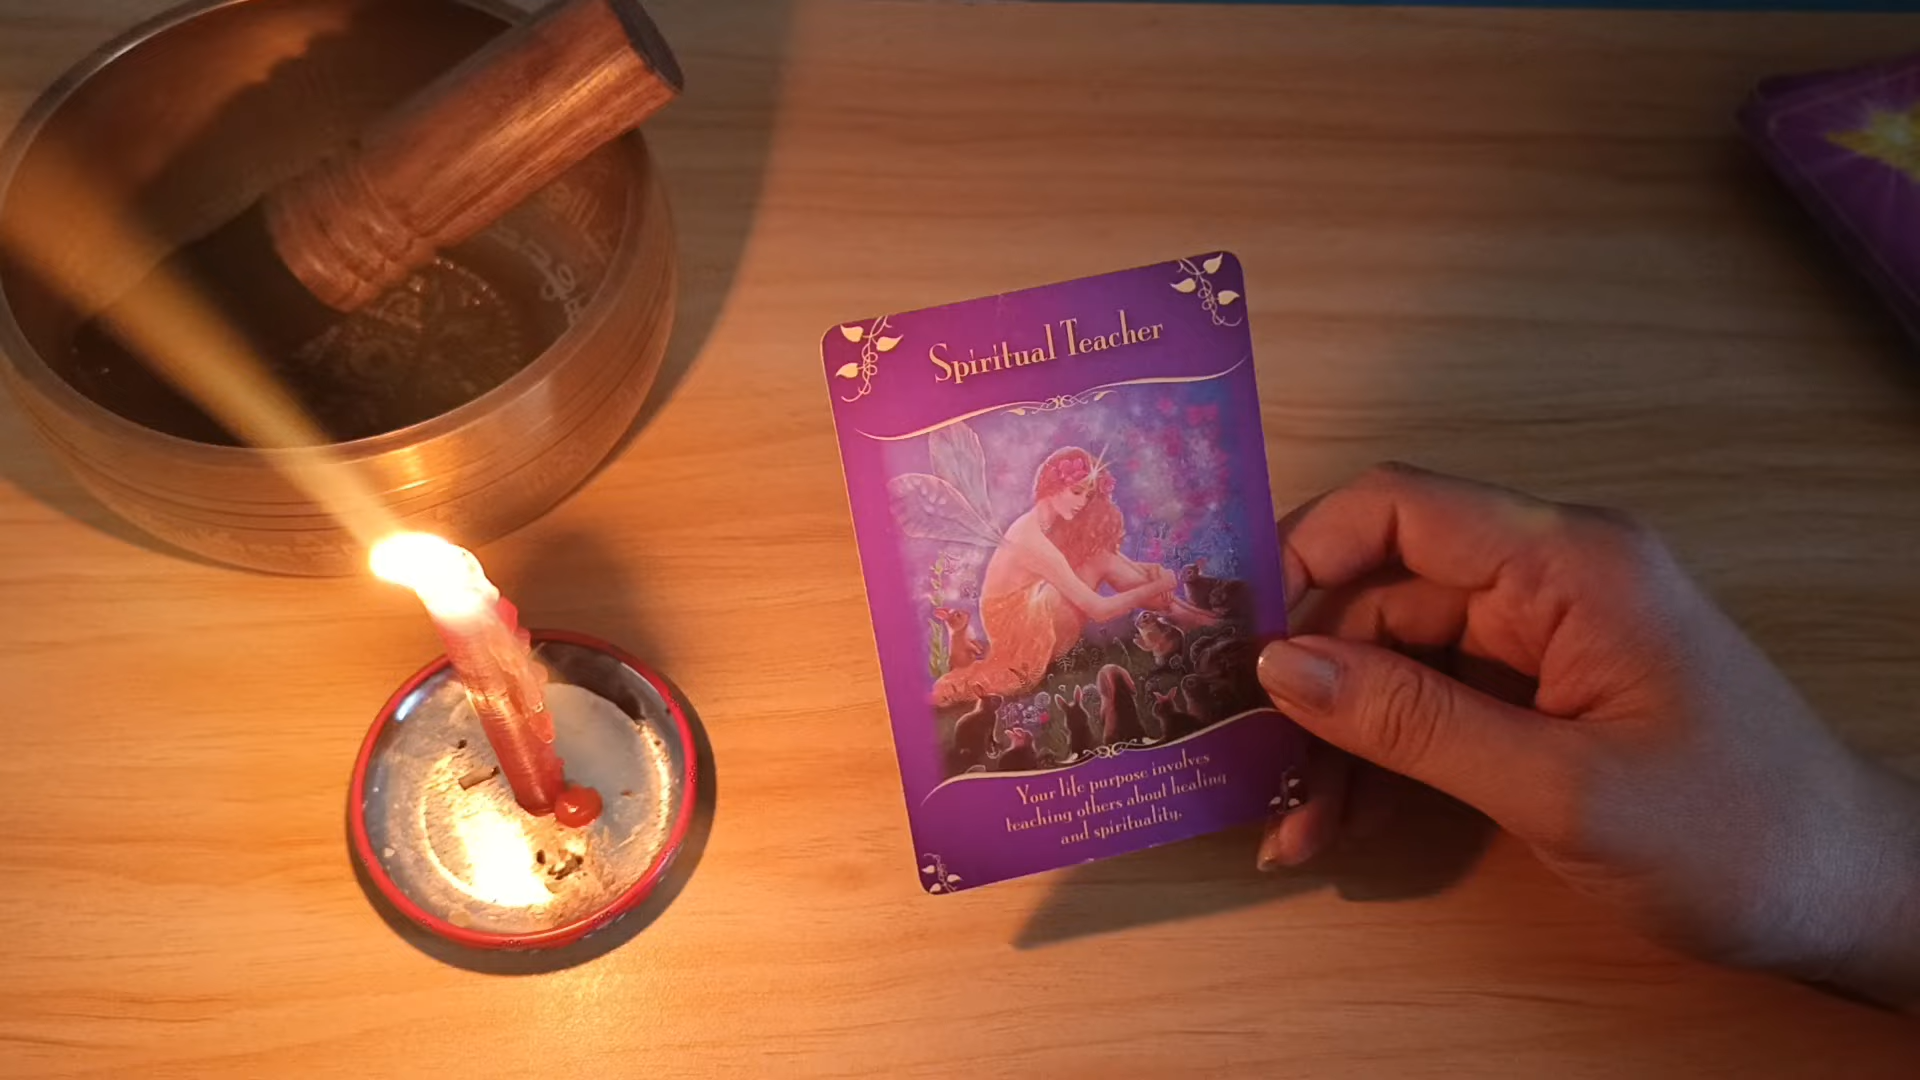 Spiritual Teacher
Your life purpose involves
teaching others about healing
and spirituality.